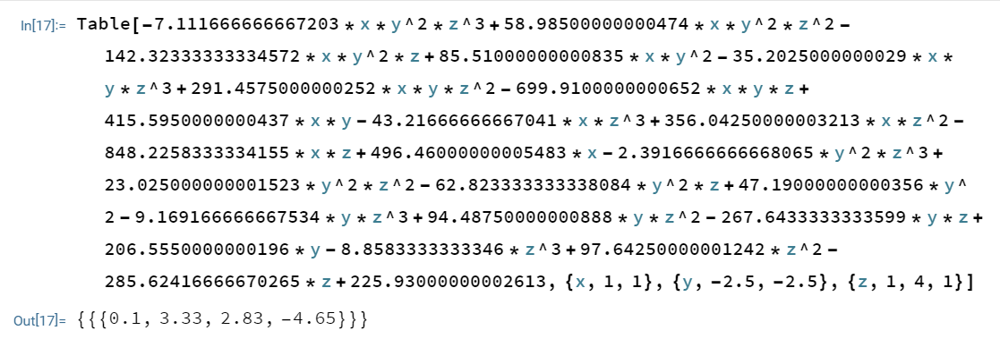 In[17]:= Table[-7.111666666667203 * x * y ^ 2 * z ^ 3 + 58.98500000000474 * x * y ^ 2 * z ^ 2 -
142.32333333334572 * x * y ^ 2 * z + 85.51000000000835 * x * y ^ 2 - 35.2025000000029 * x *
y * z ^ 3 + 291.4575000000252 * x * y * z ^ 2 - 699.9100000000652 * x * y * z +
415.5950000000437 * x * y - 43.21666666667041 * x * z ^ 3 + 356.04250000003213 * x * z ^ 2 -
848.2258333334155 * x * z + 496.46000000005483 * x - 2.3916666666668065 * y ^ 2 * z ^ 3 +
23.025000000001523 * y ^ 2 * z ^ 2 - 62.823333333338084 * y ^ 2 * z + 47.19000000000356 * y ^
2 - 9.169166666667534 * y * z ^ 3 + 94.48750000000888 * y * z ^ 2 - 267.6433333333599 * y * z +
206.5550000000196 * y - 8.8583333333346 * z ^ 3 + 97.64250000001242 * z ^ 2 -
285.62416666670265 * z + 225.93000000002613, {x, 1, 1}, {y, -2.5, -2.5}, {z, 1, 4, 1}]
Out[17]= {{{0.1, 3.33, 2.83, -4.65}}}